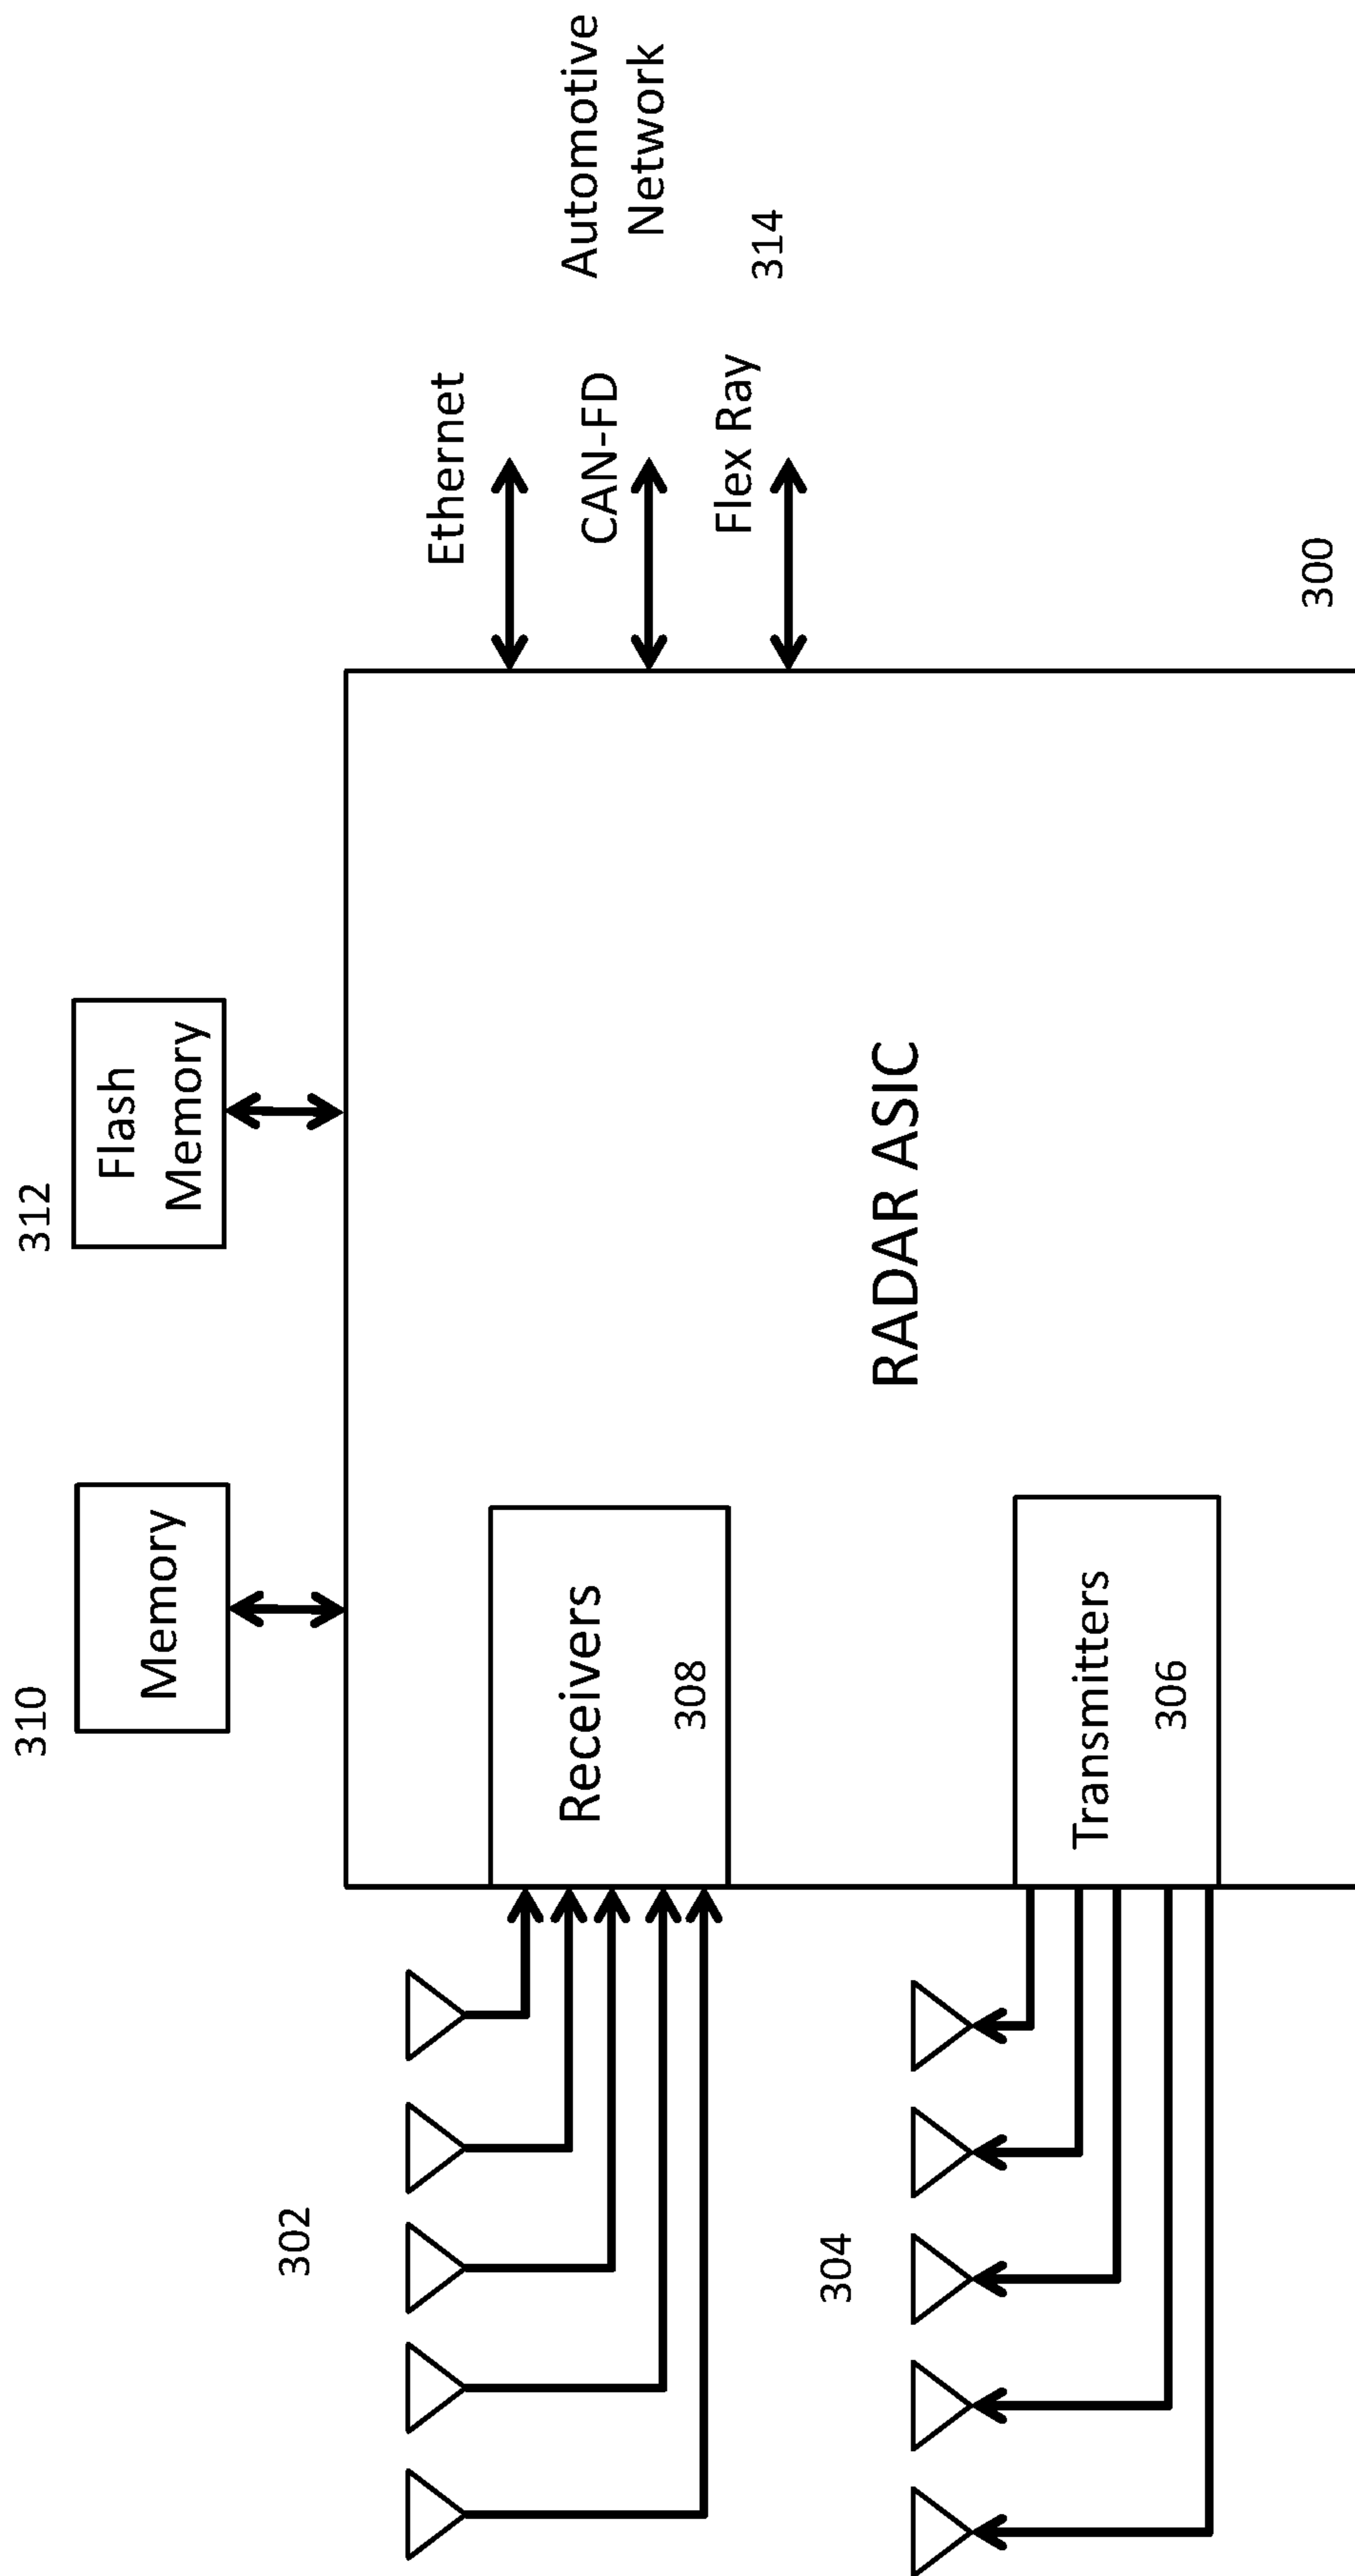 310
Memory
312
Flash
Memory
302
Receivers
308
Ethernet
CAN-FD
Flex Ray
Automotive
Network
314
RADAR ASIC
304
Transmitters
306
300